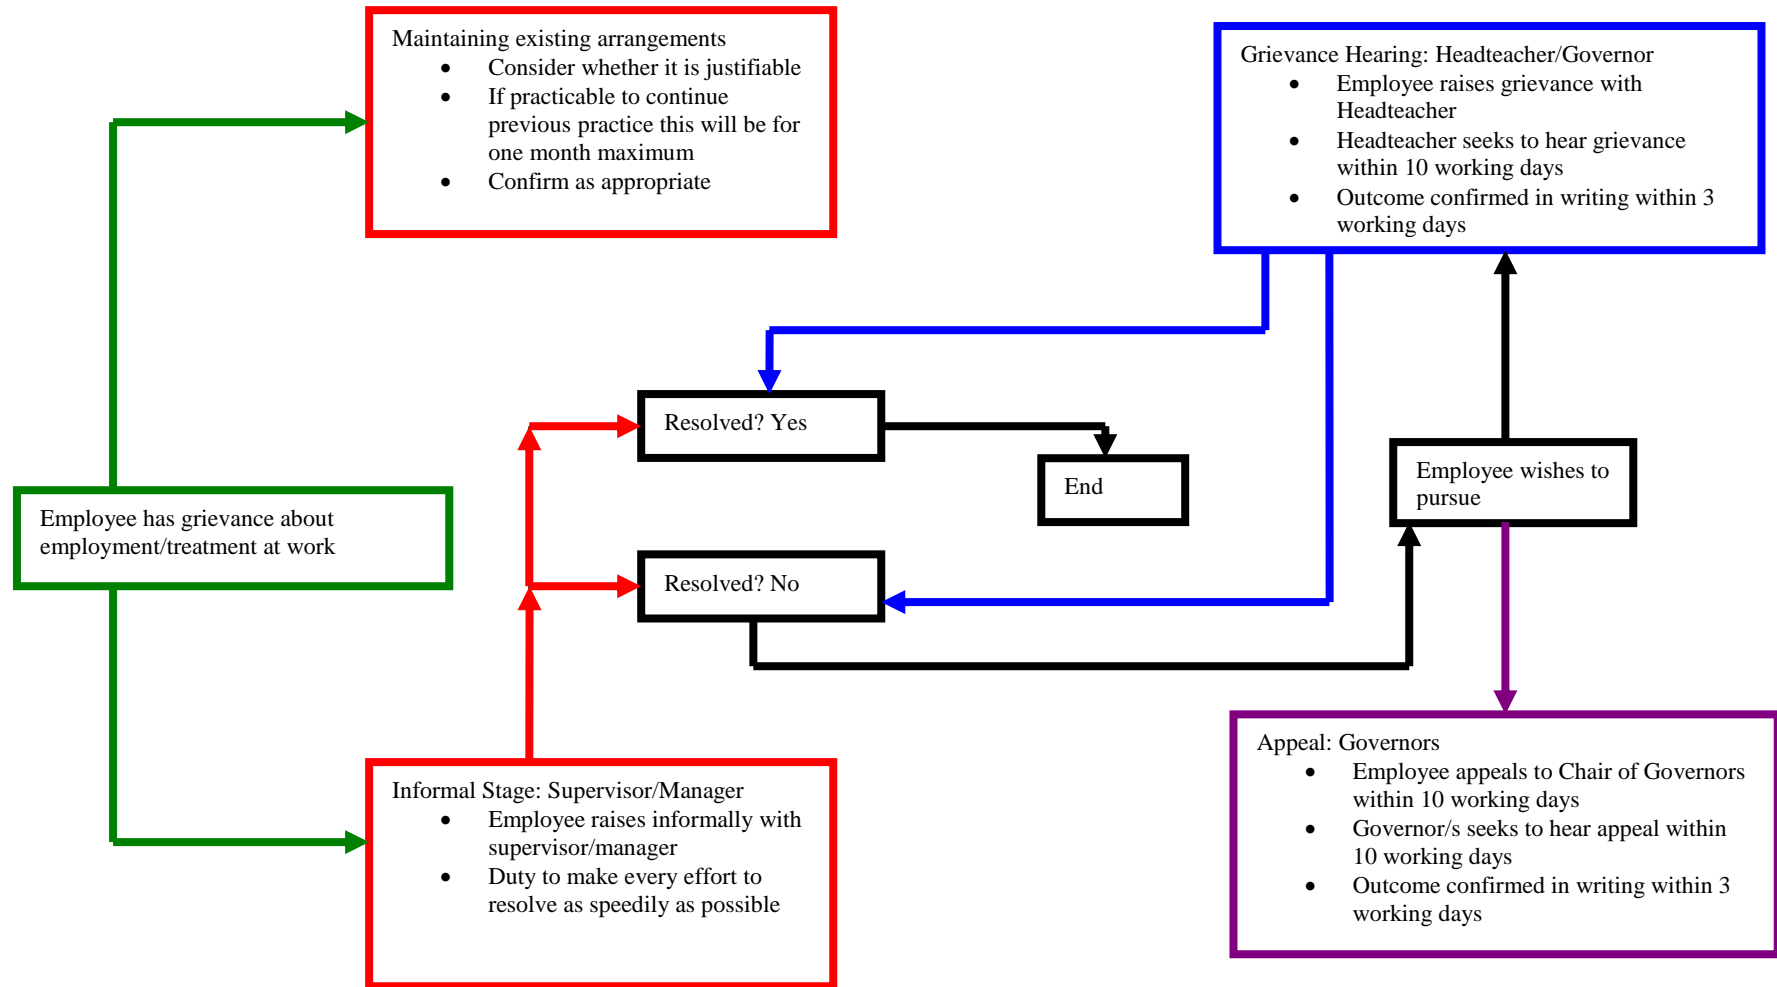 Maintaining existing arrangements
• Consider whether it is justifiable
• If practicable to continue
previous practice this will be for
one month maximum
• Confirm as appropriate
Grievance Hearing: Headteacher/Governor
• Employee raises grievance with
Headteacher
• Headteacher seeks to hear grievance
within 10 working days
• Outcome confirmed in writing within 3
working days
Resolved? Yes
End
Employee wishes to
pursue
Employee has grievance about
employment/treatment at work
Resolved? No
Informal Stage: Supervisor/Manager
• Employee raises informally with
supervisor/manager
• Duty to make every effort to
resolve as speedily as possible
Appeal: Governors
• Employee appeals to Chair of Governors
within 10 working days
• Governor/s seeks to hear appeal within
10 working days
• Outcome confirmed in writing within 3
working days